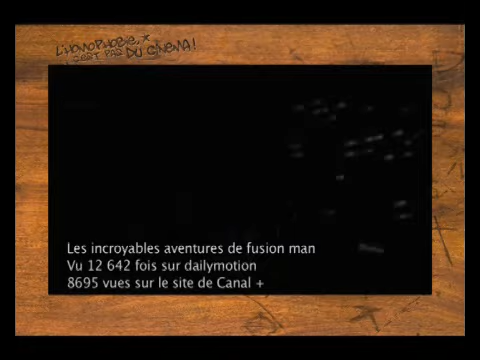 L'HOMOPHOBIE,*
C'EST PAS DU CINEMA!
Les incroyables aventures de fusion man
Vu 12 642 fois sur dailymotion
8695 vues sur le site de Canal +